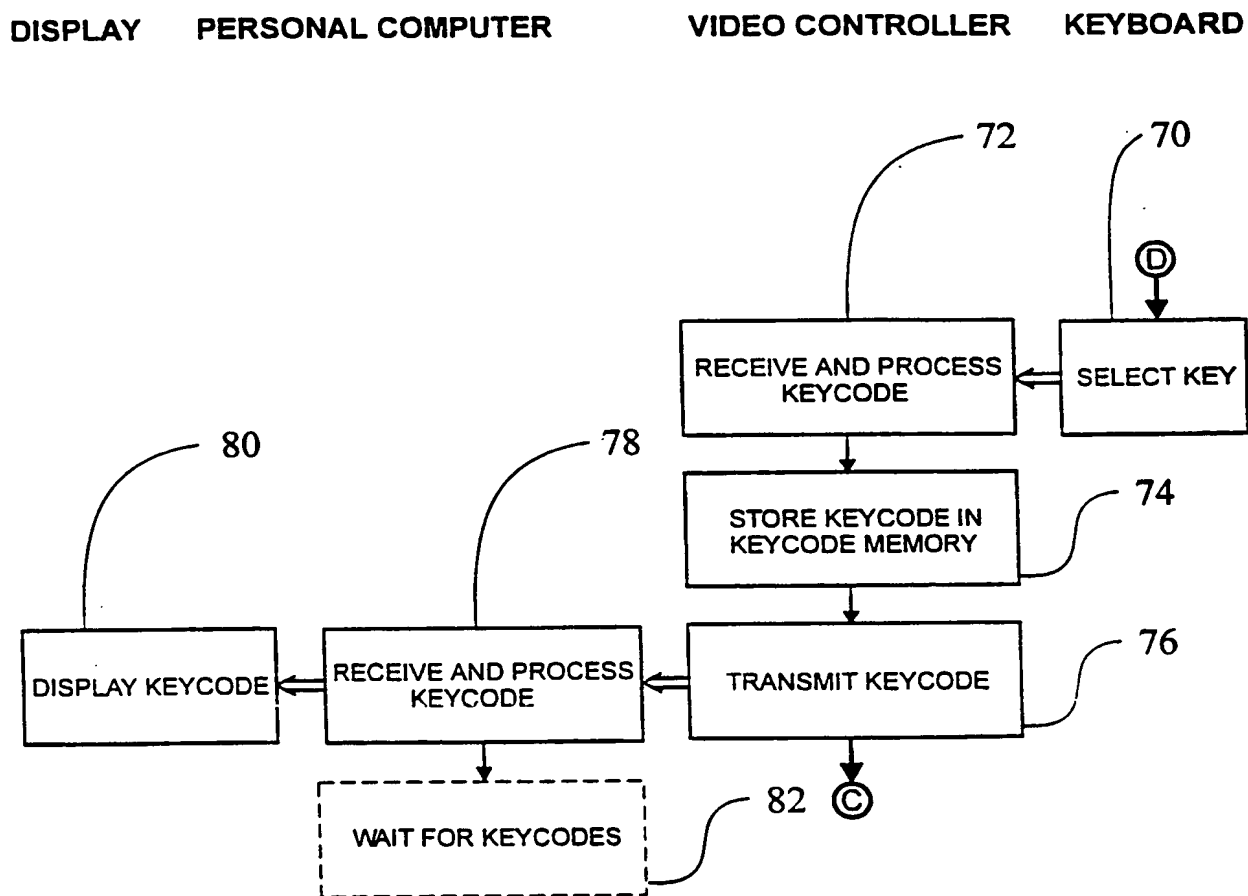 DISPLAY PERSONAL COMPUTER VIDEO CONTROLLER KEYBOARD
72
70
D
RECEIVE AND PROCESS
KEYCODE
SELECT KEY
80
78
74
STORE KEYCODE IN
KEYCODE MEMORY
76
DISPLAY KEYCODE
RECEIVE AND PROCESS
KEYCODE
TRANSMIT KEYCODE
82
C
WAIT FOR KEYCODES